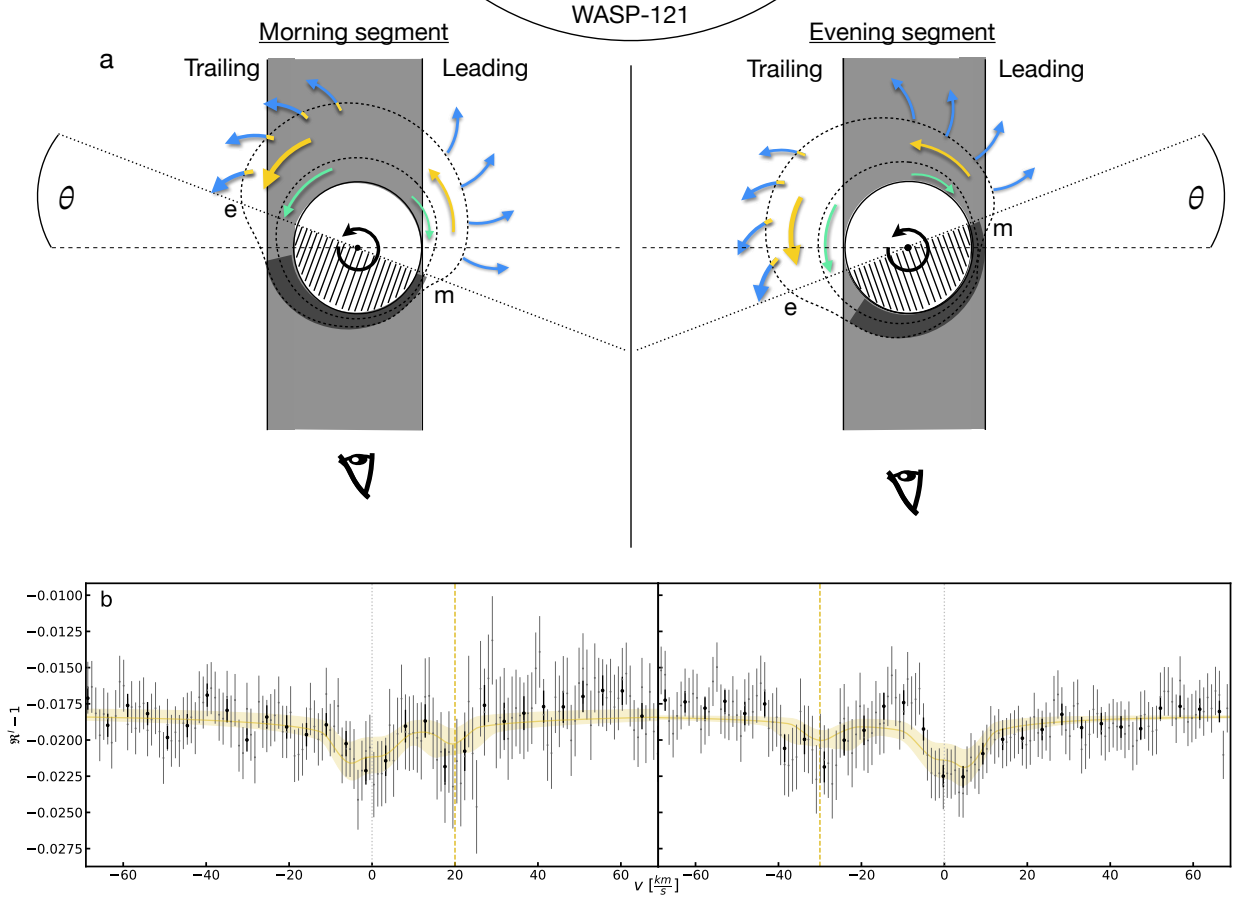 WASP-121
Morning segment
Evening segment
a
Trailing
Leading
Trailing
Leading
θ
e
m
θ
m
e
b
−0.0100
−0.0125
−0.0150
−0.0175
−0.0200
−0.0225
−0.0250
−0.0275
ℜ′ − 1
−60 −40 −20 0 20 40 60
−60 −40 −20 0 20 40 60
v [km/s]